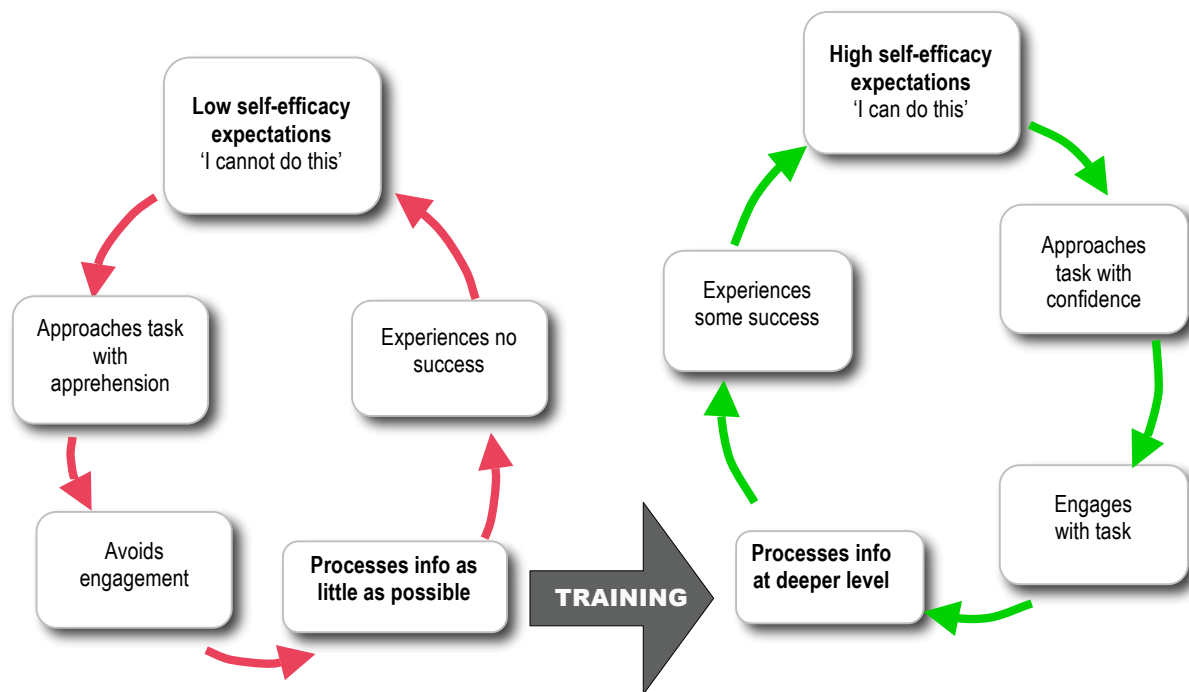 Low self-efficacy
expectations
‘I cannot do this’
Approaches task
with
apprehension
Avoids
engagement
Processes info as
little as possible
Experiences no
success
TRAINING
High self-efficacy
expectations
‘I can do this’
Approaches
task with
confidence
Engages
with task
Processes info
at deeper level
Experiences
some success